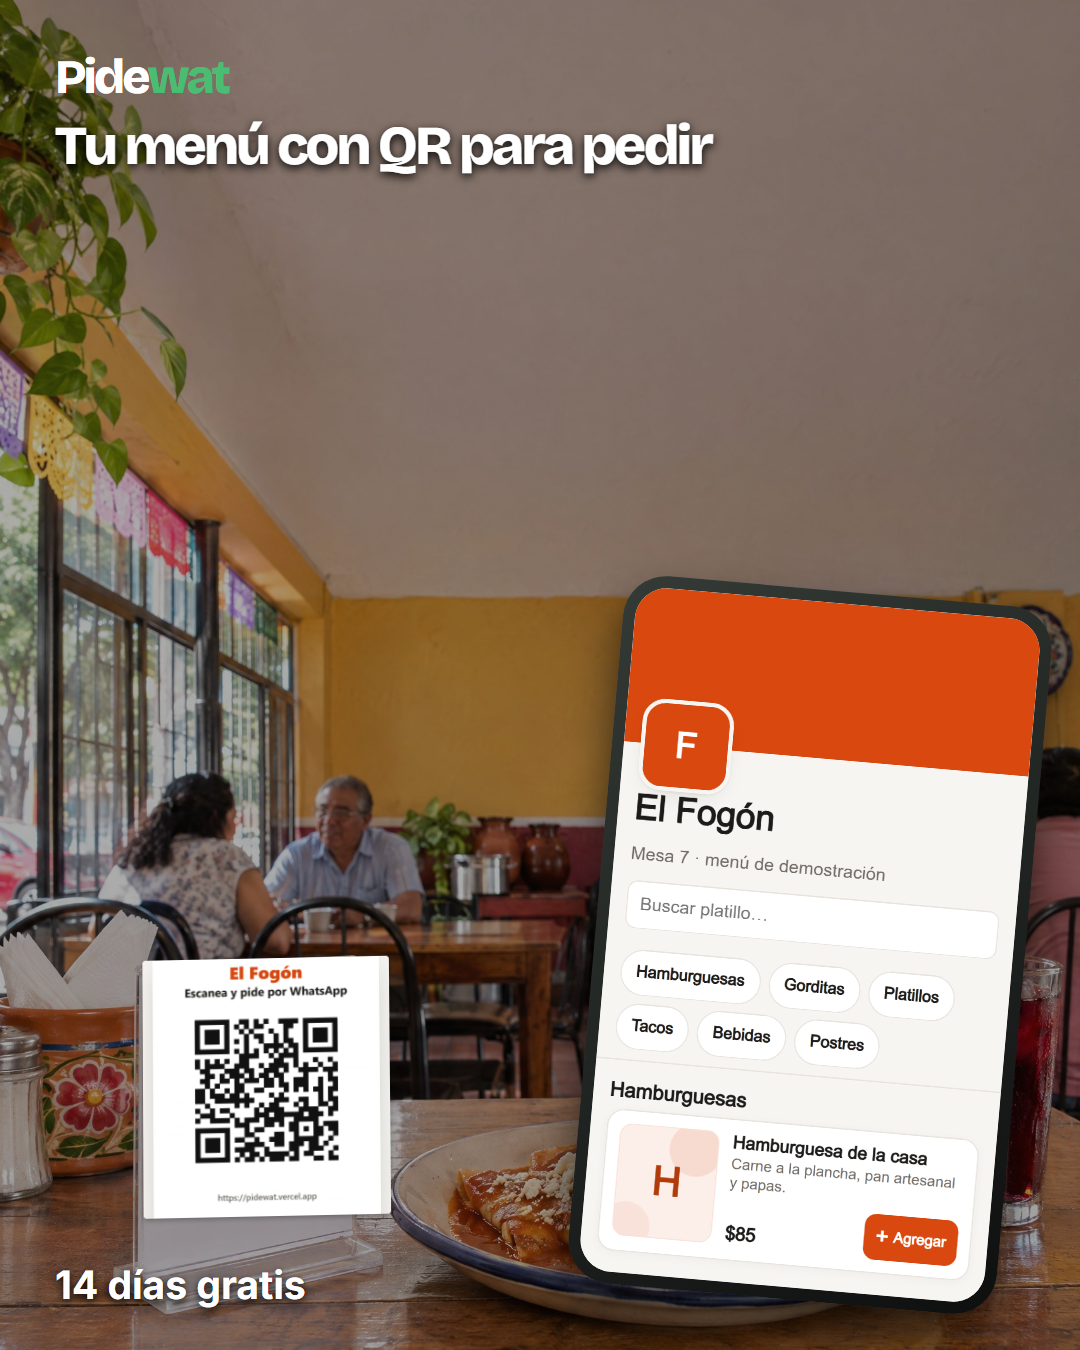 Pidewat
Tu menú con QR para pedir
F
El Fogón
Mesa 7 · menú de demostración
Buscar platillo...
Hamburguesas
Gorditas
Platillos
Tacos
Bebidas
Postres
Hamburguesas
H
Hamburguesa de la casa
Carne a la plancha, pan artesanal
y papas.
$85
+ Agregar
El Fogón
Escanea y pide por WhatsApp
https://pidewat.vercel.app
14 días gratis